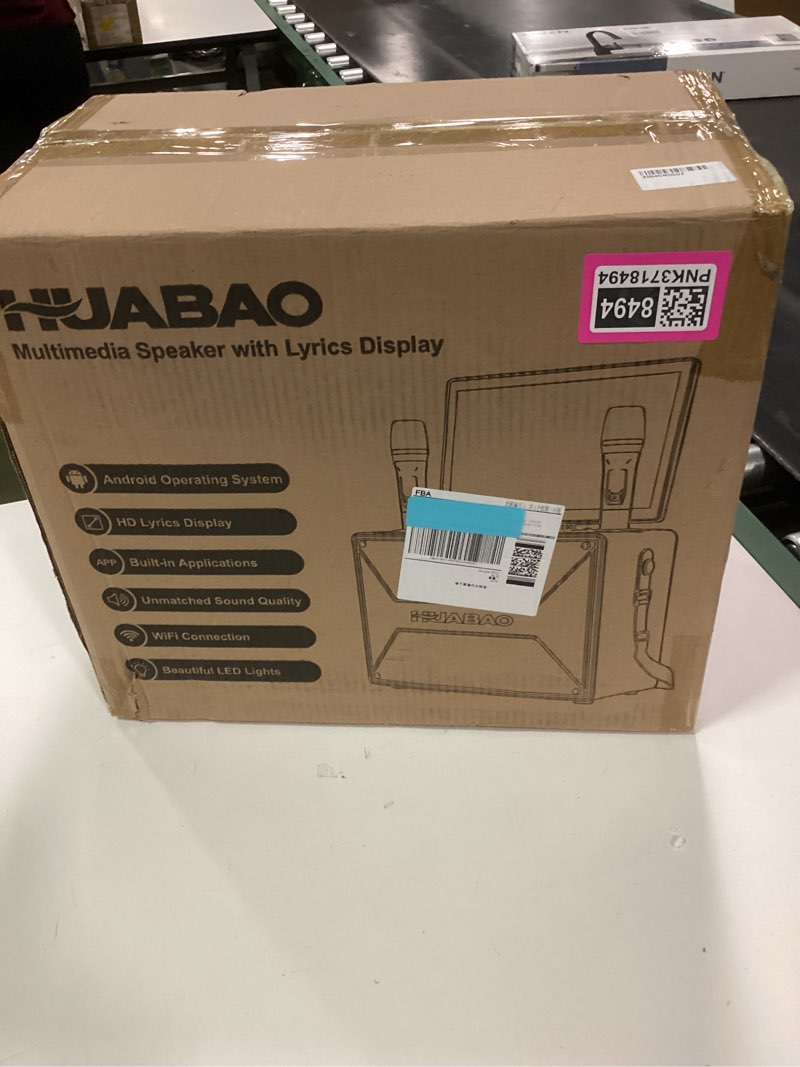 HUABAO
Multimedia Speaker with Lyrics Display
PNK3718494
8494
Android Operating System
HD Lyrics Display
APP
Built-in Applications
Unmatched Sound Quality
WiFi Connection
Beautiful LED Lights
FBA
HUABAO